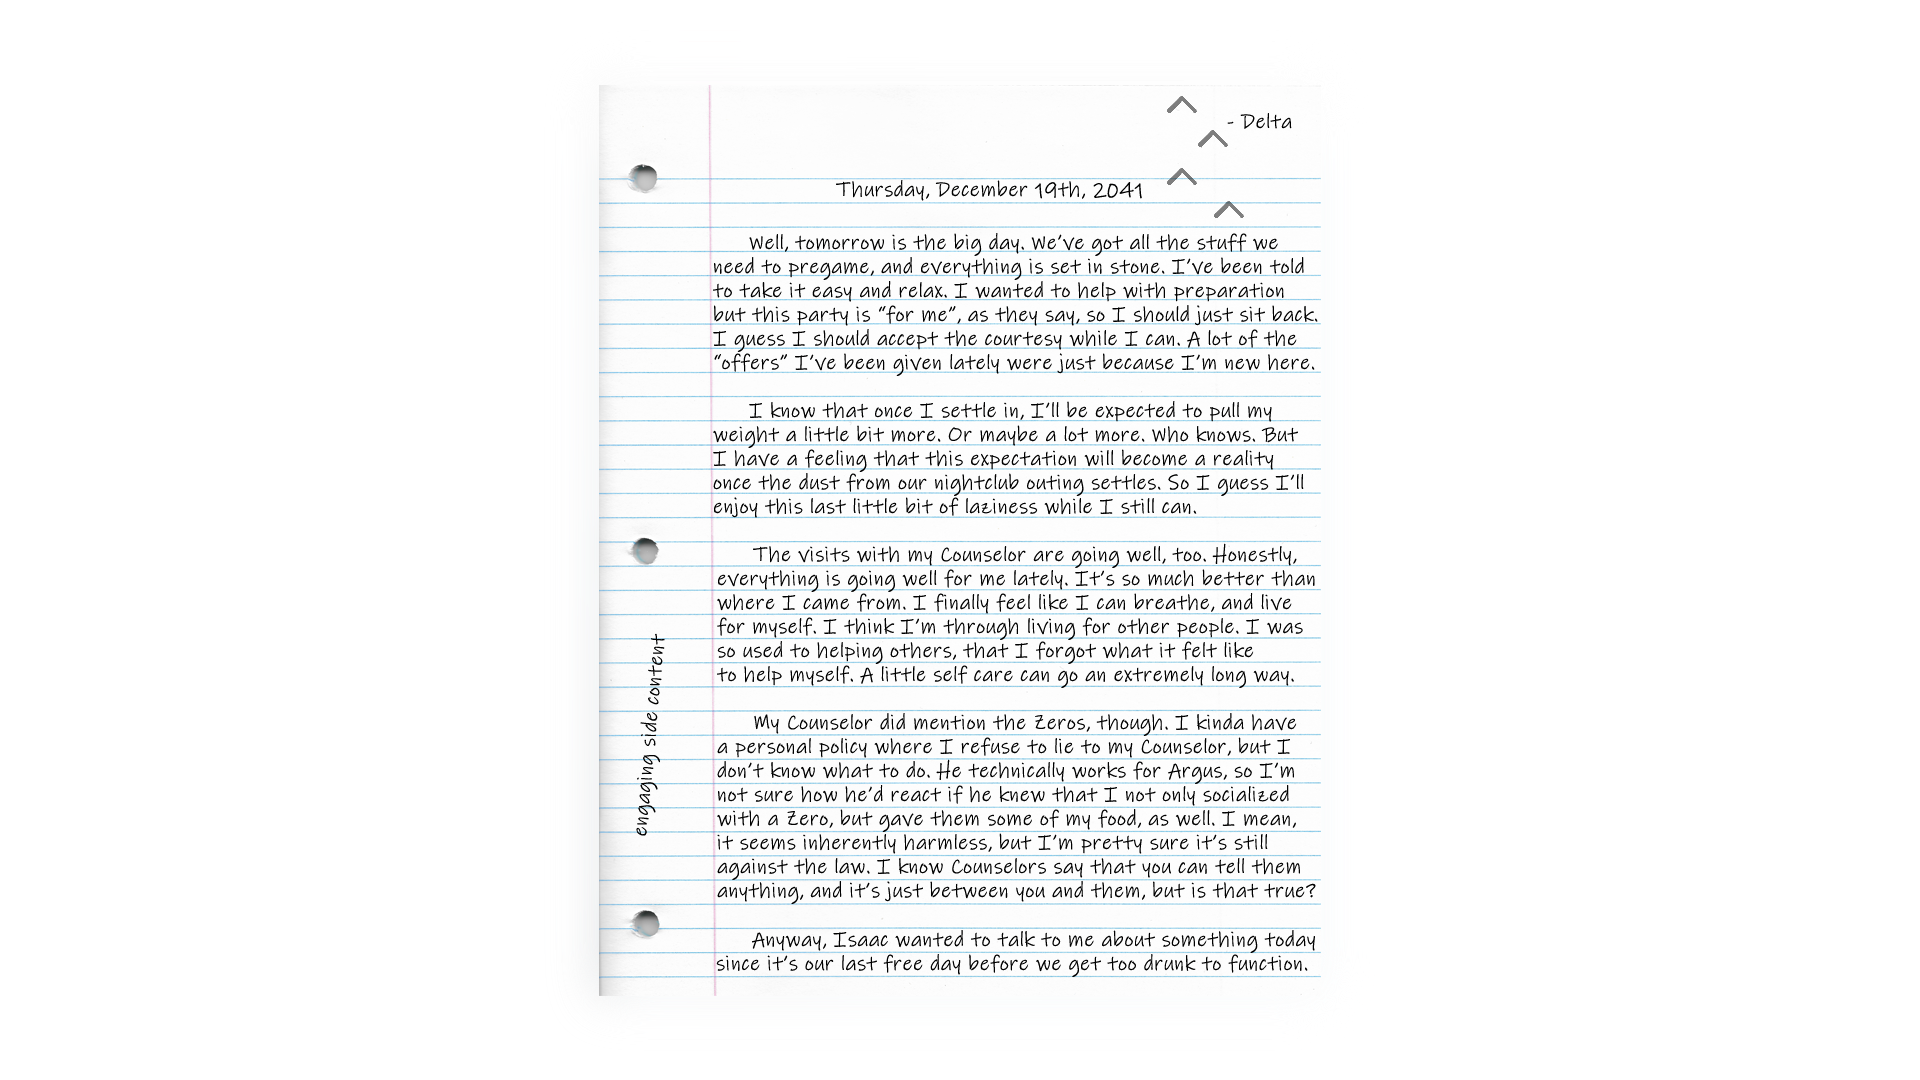 - Delta
Thursday, December 19th, 2041
Well, tomorrow is the big day. We've got all the stuff we
need to pregame, and everything is set in stone. I've been told
to take it easy and relax. I wanted to help with preparation
but this party is "for me", as they say, so I should just sit back.
I guess I should accept the courtesy while I can. A lot of the
"offers" I've been given lately were just because I'm new here.
I know that once I settle in, I'll be expected to pull my
weight a little bit more. Or maybe a lot more. Who knows. But
I have a feeling that this expectation will become a reality
once the dust from our nightclub outing settles. So I guess I'll
enjoy this last little bit of laziness while I still can.
The visits with my Counselor are going well, too. Honestly,
everything is going well for me lately. It's so much better than
where I came from. I finally feel like I can breathe, and live
for myself. I think I'm through living for other people. I was
so used to helping others, that I forgot what it felt like
to help myself. A little self care can go an extremely long way.
My Counselor did mention the Zeros, though. I kinda have
a personal policy where I refuse to lie to my Counselor, but I
don't know what to do. He technically works for Argus, so I'm
not sure how he'd react if he knew that I not only socialized
with a Zero, but gave them some of my food, as well. I mean,
it seems inherently harmless, but I'm pretty sure it's still
against the law. I know Counselors say that you can tell them
anything, and it's just between you and them, but is that true?
Anyway, Isaac wanted to talk to me about something today
since it's our last free day before we get too drunk to function.
engaging side content